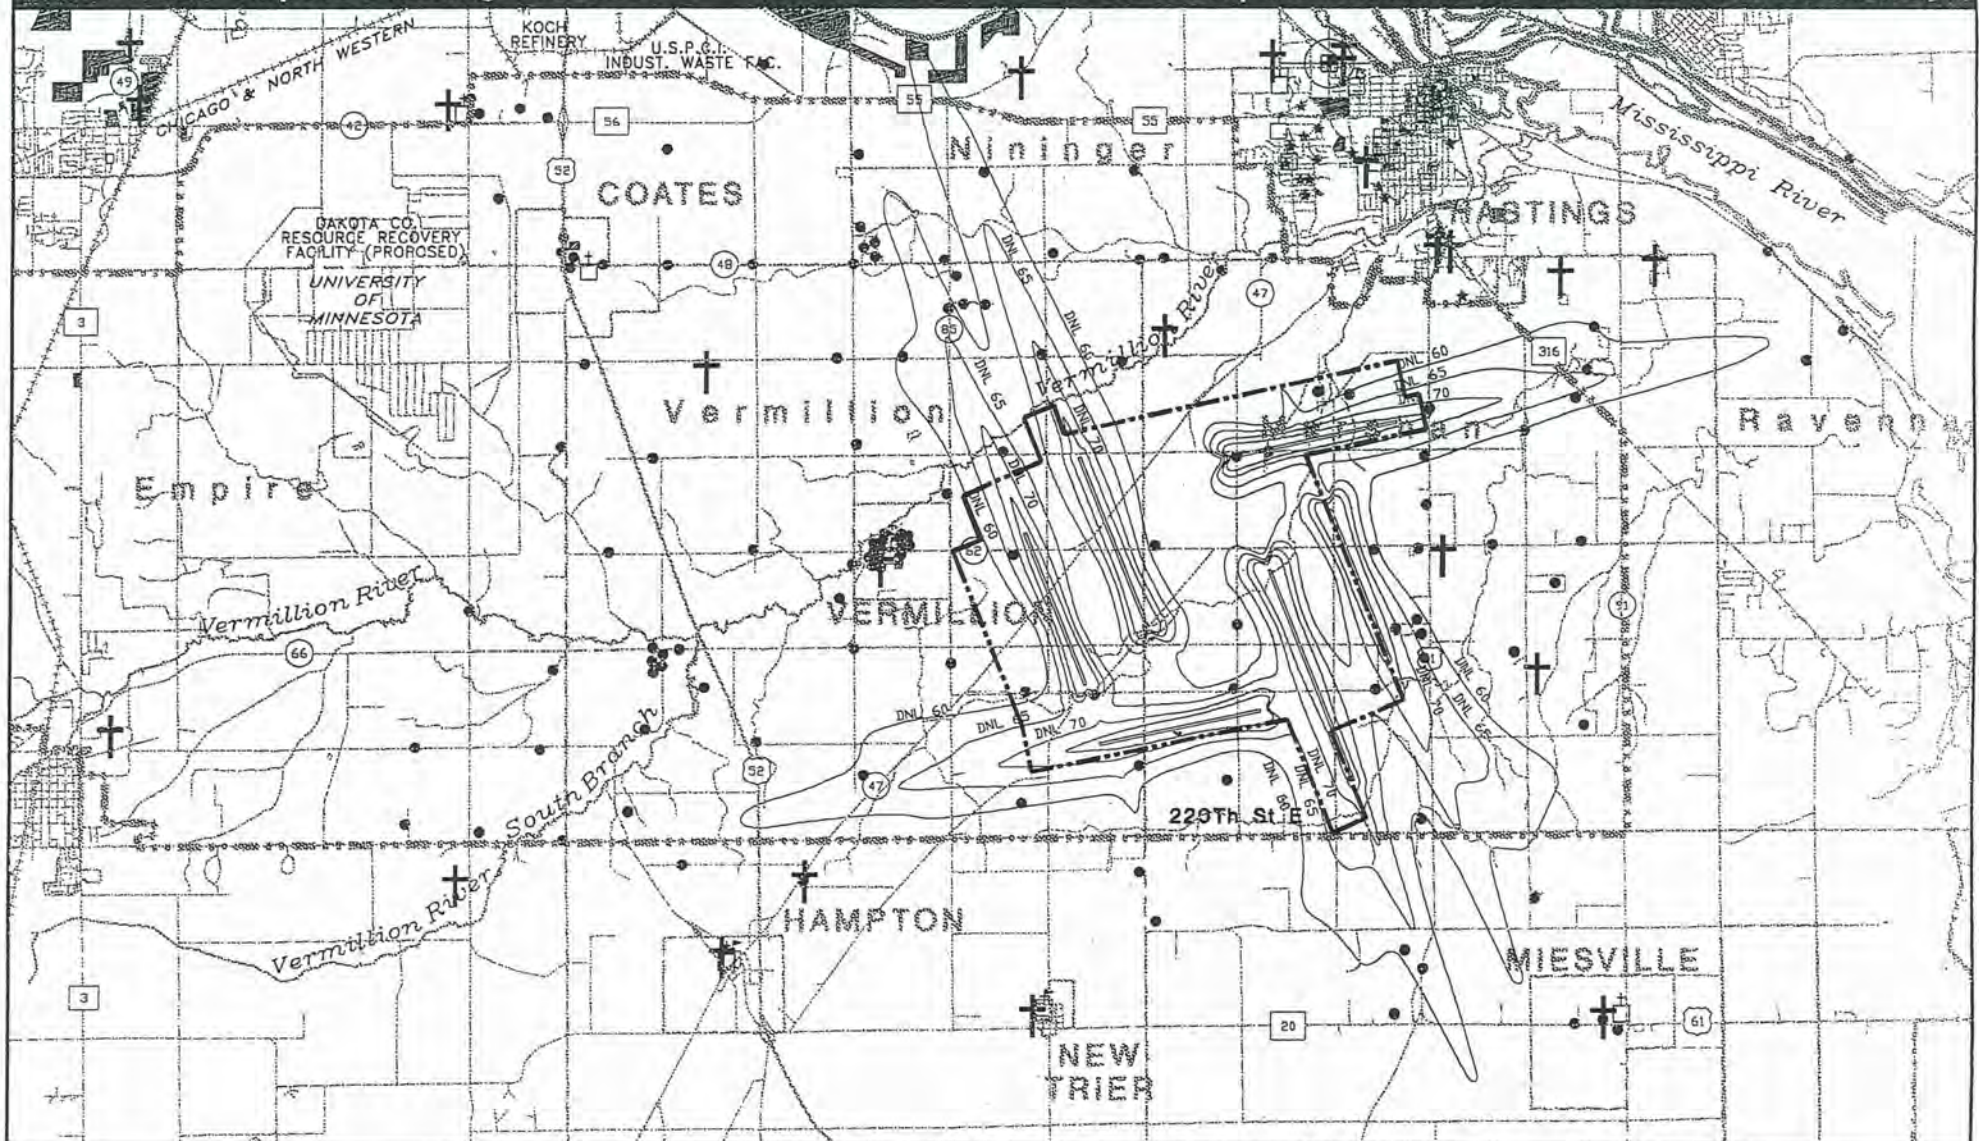 KOCH
REFINERY
U.S.P.C.I.
INDUST. WASTE FAC.
49
CHICAGO & NORTH WESTERN
42
56
55
55
Mississippi River
Nininger
52
COATES
HASTINGS
DAKOTA CO.
RESOURCE RECOVERY
FACILITY (PROPOSED)
UNIVERSITY
OF
MINNESOTA
48
DNL 65
47
3
85
DNL 60
Vermillion River
316
DNL 60
DNL 65
DNL 65
DNL 70
Vermillion
DNL 70
Ravenna
Empire
DNL 70
DNL 60
62
Vermillion River
VERMILLION
91
66
DNL 60
DNL 60
DNL 65
DNL 70
DNL 70
DNL 65
South Branch
52
47
DNL 60
DNL 65
DNL 70
220Th St E
Vermillion River
HAMPTON
MIESVILLE
3
20
61
NEW
TRIER